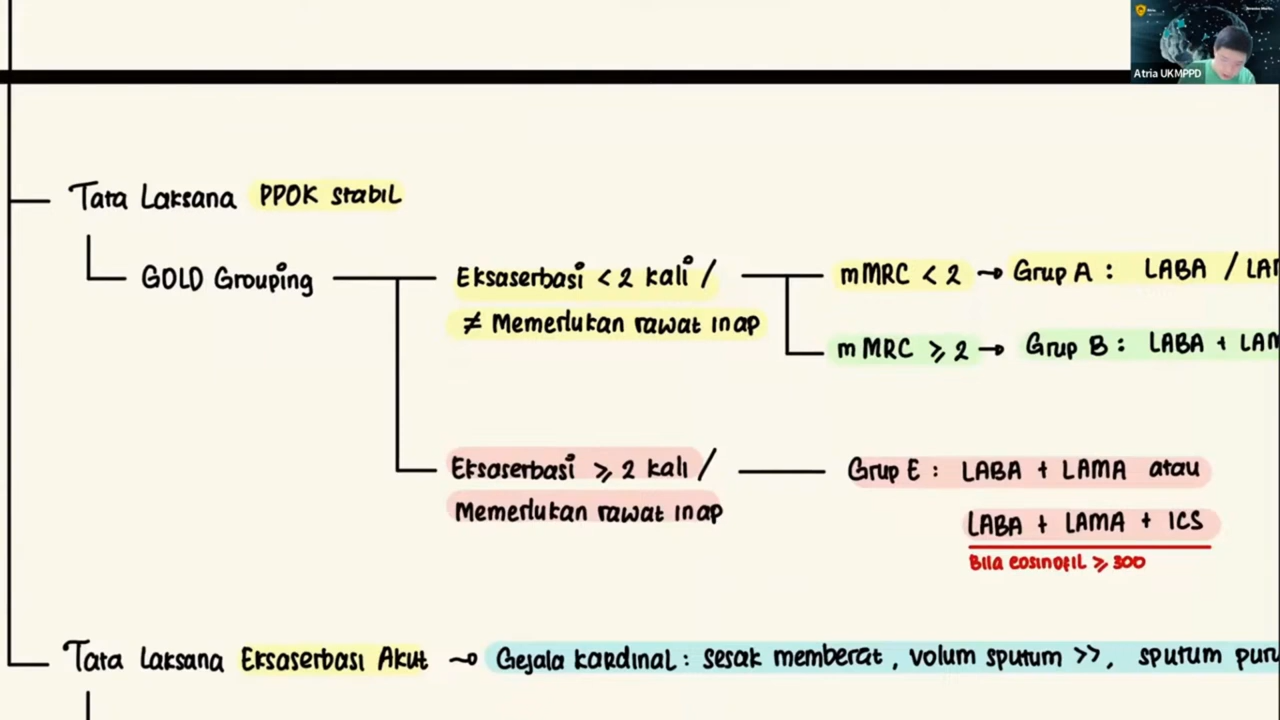 Atria UKMPPD
Tata Laksana PPOK stabil
GOLD Grouping
Eksaserbasi < 2 kali /
≠ Memerlukan rawat inap
mMRC < 2 → Grup A : LABA /
mMRC ≥ 2 → Grup B : LABA +
Eksaserbasi ≥ 2 kali /
Memerlukan rawat inap
Grup E : LABA + LAMA atau
LABA + LAMA + ICS
Bila eosinofil ≥ 300
Tata Laksana Eksaserbasi Akut → Gejala kardinal : sesak memberat , volum sputum >> , sputum